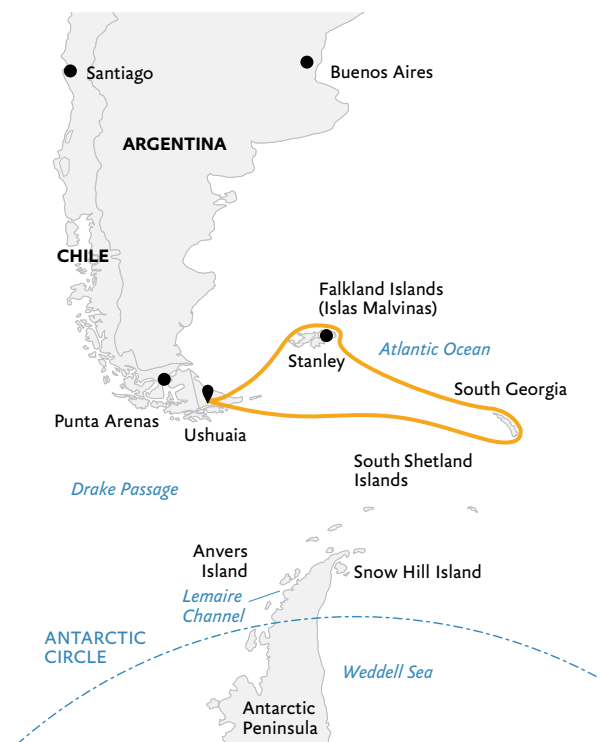 Santiago
Buenos Aires
ARGENTINA
CHILE
Falkland Islands
(Islas Malvinas)
Stanley
Atlantic Ocean
South Georgia
Punta Arenas
Ushuaia
South Shetland
Islands
Drake Passage
Anvers
Island
Snow Hill Island
Lemaire
Channel
ANTARCTIC
CIRCLE
Weddell Sea
Antarctic
Peninsula